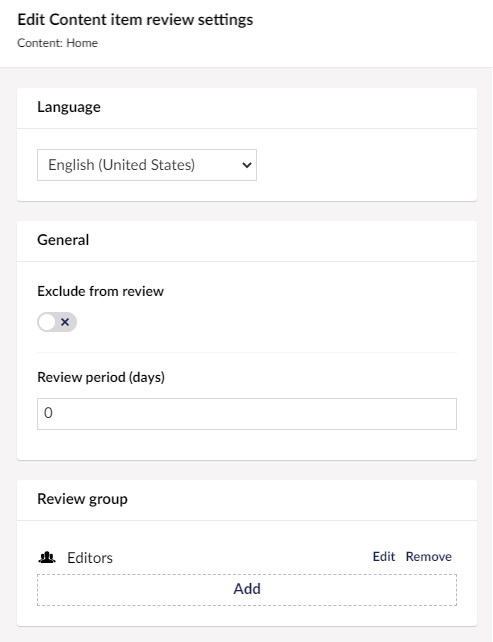 Edit Content item review settings
Content: Home
Language
English (United States)
General
Exclude from review
Review period (days)
0
Review group
Editors Edit Remove
Add